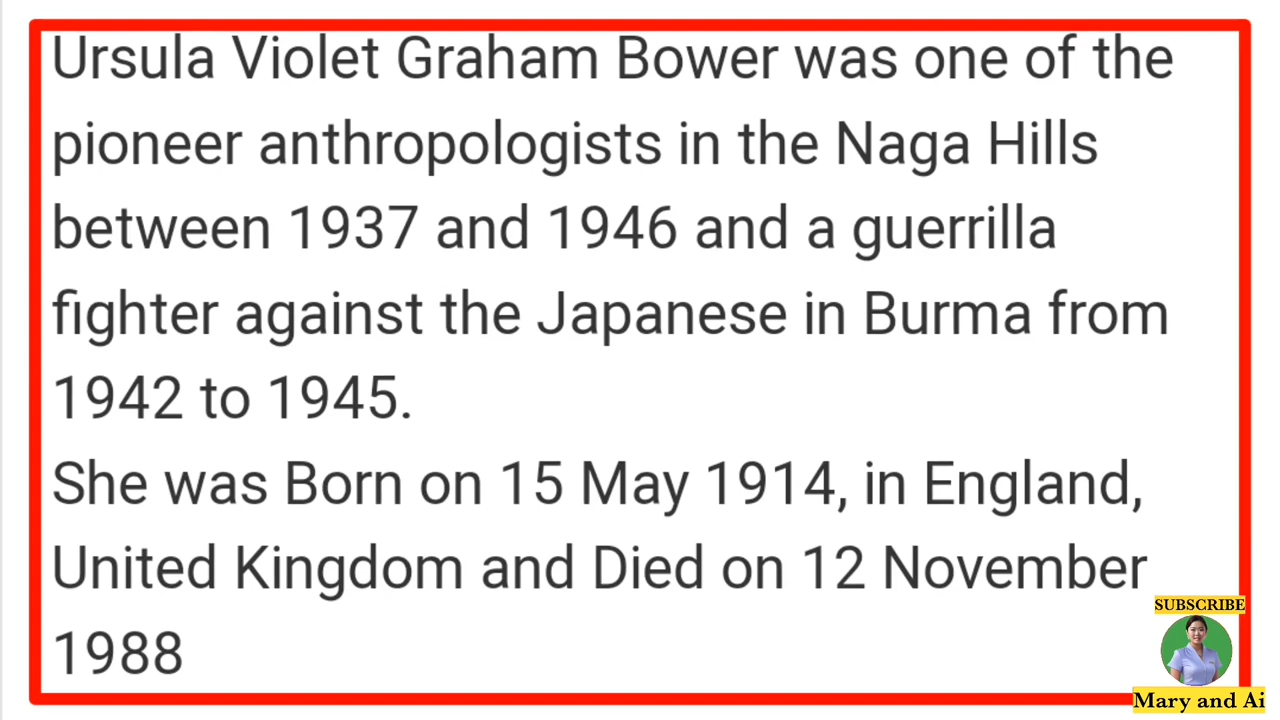 Ursula Violet Graham Bower was one of the
pioneer anthropologists in the Naga Hills
between 1937 and 1946 and a guerrilla
fighter against the Japanese in Burma from
1942 to 1945.
She was Born on 15 May 1914, in England,
United Kingdom and Died on 12 November
1988
SUBSCRIBE
Mary and Ai